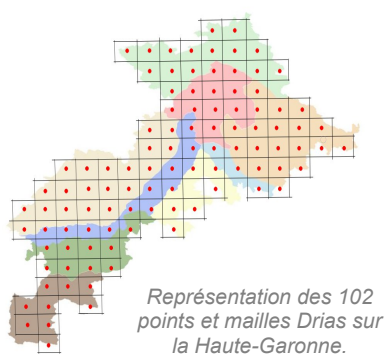 Représentation des 102
points et mailles Drias sur
la Haute-Garonne.